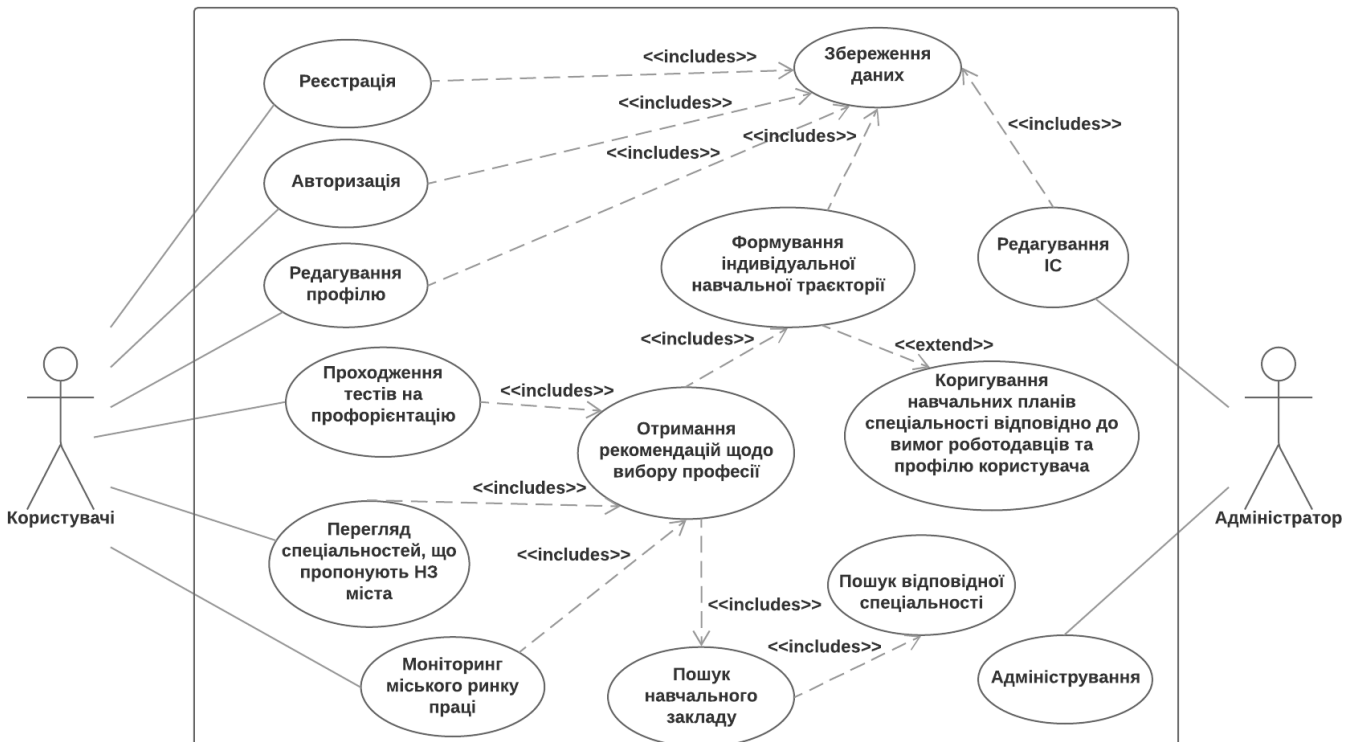 Реєстрація
<<includes>>
Збереження
даних
<<includes>>
<<includes>>
<<includes>>
<<includes>>
Авторизація
Редагування
профілю
Формування
індивідуальної
навчальної траєкторії
Редагування
ІС
<<includes>>
<<extend>>
Проходження
тестів на
профорієнтацію
<<includes>>
Отримання
рекомендацій щодо
вибору професії
Коригування
навчальних планів
спеціальності відповідно до
вимог роботодавців та
профілю користувача
Користувачі
Адміністратор
<<includes>>
Перегляд
спеціальностей, що
пропонують НЗ
міста
<<includes>>
<<includes>>
Пошук відповідної
спеціальності
<<includes>>
Моніторинг
міського ринку
праці
Пошук
навчального
закладу
Адміністрування